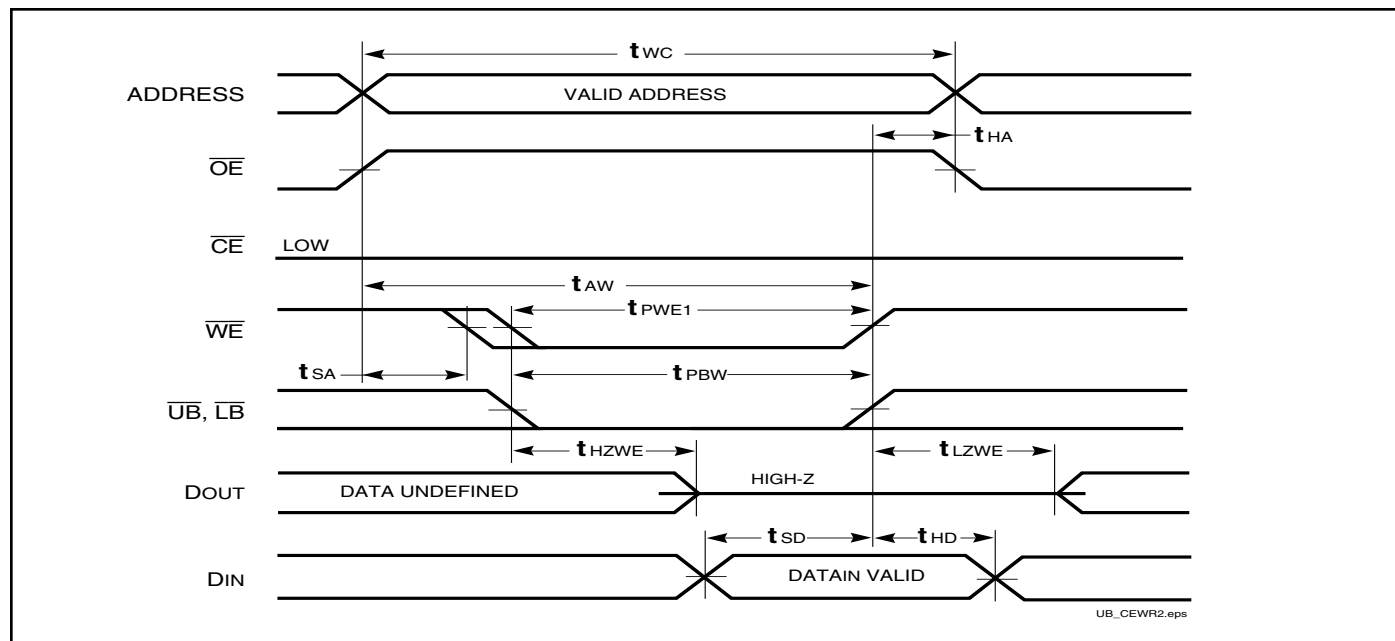 tWC
ADDRESS
VALID ADDRESS
tHA
OE
CE
LOW
tAW
tPWE1
WE
tSA
tPBW
UB, LB
tHZWE
tLZWE
DOUT
DATA UNDEFINED
HIGH-Z
tSD
tHD
DIN
DATAIN VALID
UB_CEWR2.eps